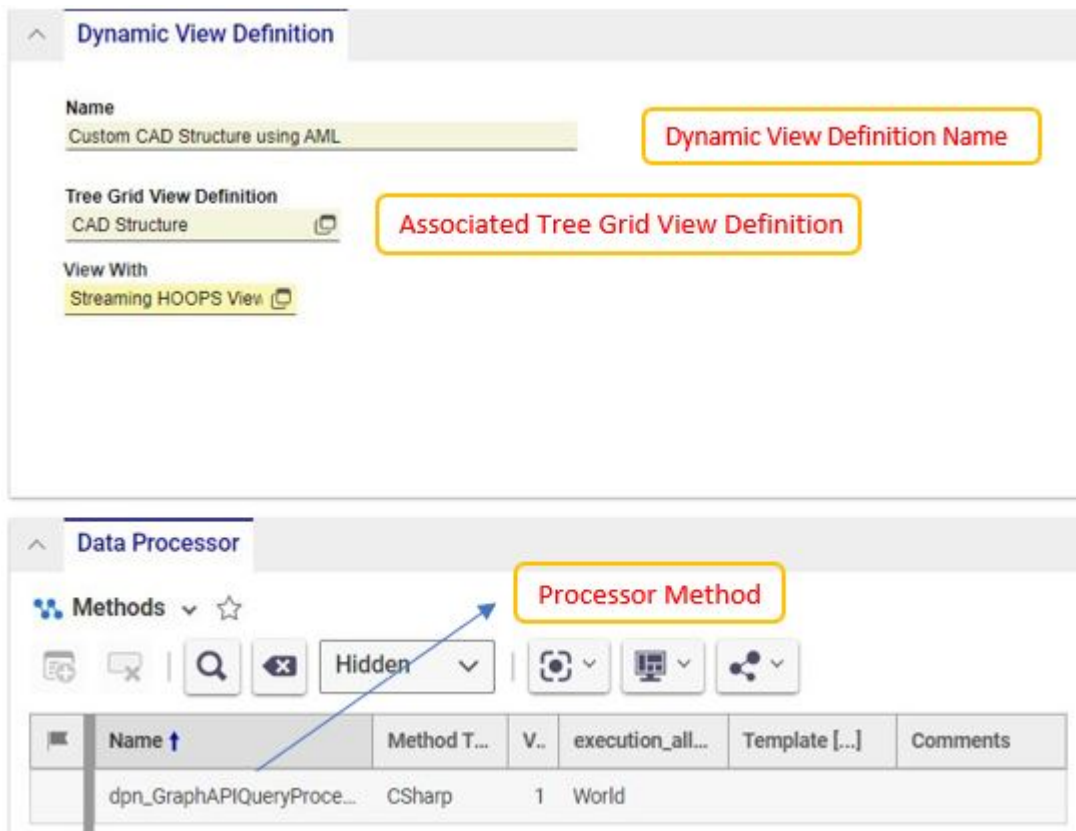 Dynamic View Definition
Name
Custom CAD Structure using AML
Dynamic View Definition Name
Tree Grid View Definition
CAD Structure
Associated Tree Grid View Definition
View With
Streaming HOOPS View
Data Processor
Processor Method
Methods
Hidden
Name Method T... V.. execution_all... Template [...] Comments
dpn_GraphAPIQueryProce... CSharp 1 World